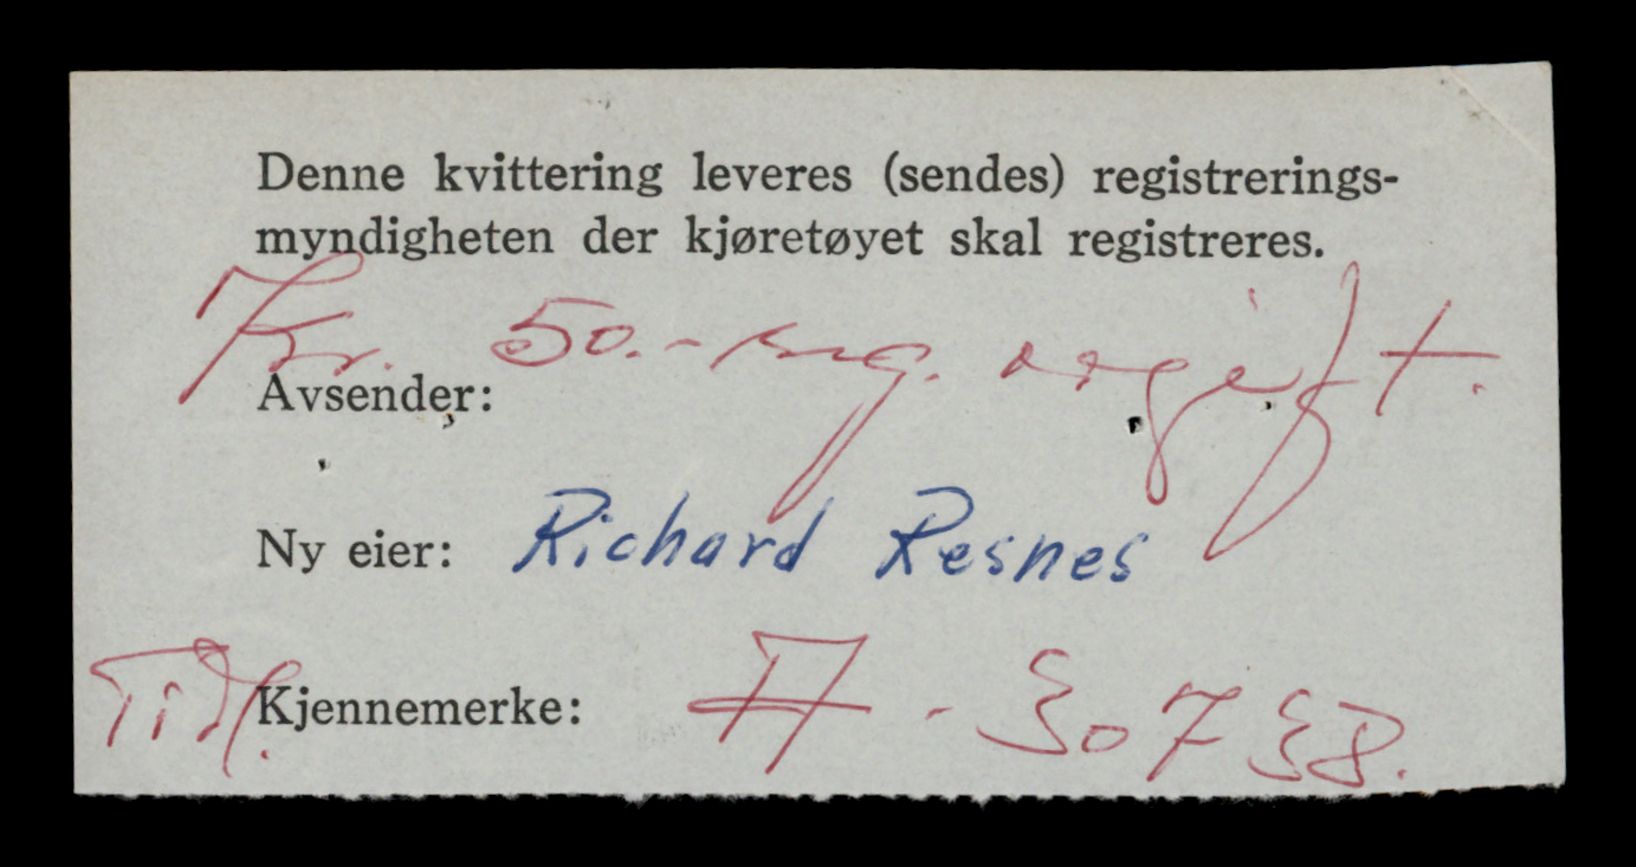 Denne kvittering leveres (sendes) registrerings-
myndigheten der kjøretøyet skal registreres.
Kr. 50.- avgift.
Avsender:
Ny eier: Richard Resnes
Tidl. Kjennemerke: A - 30738.